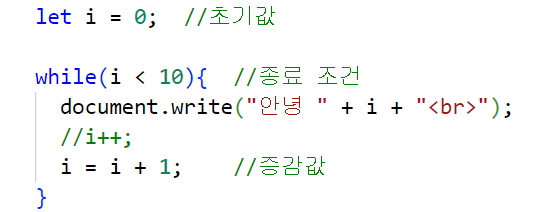 let i = 0;  //초기값
while(i < 10){  //종료 조건
document.write("안녕 " + i + "<br>");
//i++;
i = i + 1;    //증감값
}